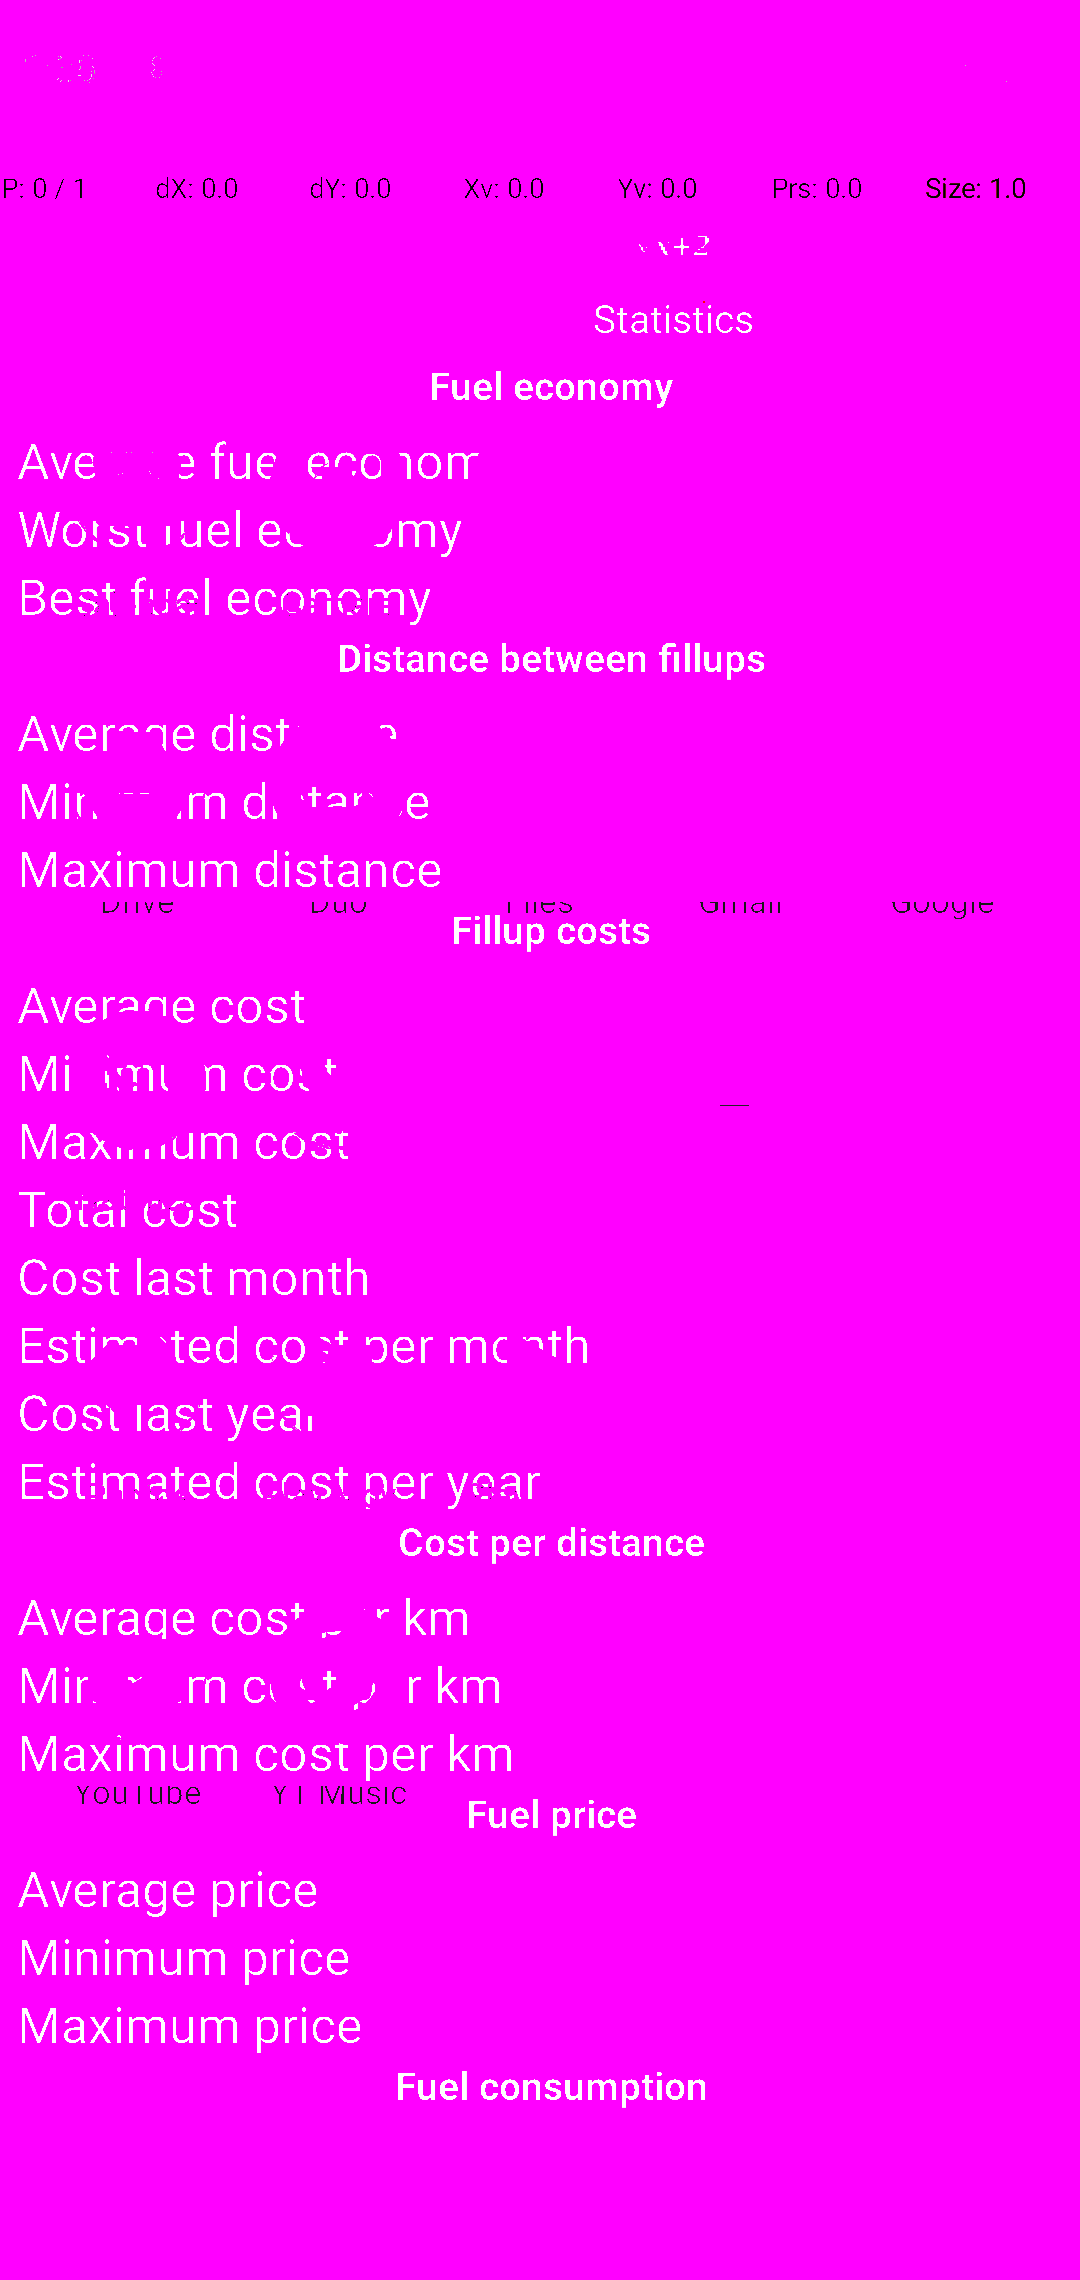 P: 0 / 1 dX: 0.0 dY: 0.0 Xv: 0.0 Yv: 0.0 Prs: 0.0 Size: 1.0
Statistics
Fuel economy
Average fuel econom
Worst fuel economy
Best fuel economy
Distance between fillups
Average distance
Minimum distance
Maximum distance
Drive Duo Files Gmail Google
Fillup costs
Average cost
Minimum cost
Maximum cost
Total cost
Cost last month
Estimated cost per month
Cost last year
Estimated cost per year
Cost per distance
Average cost per km
Minimum cost per km
Maximum cost per km
YouTube YT Music
Fuel price
Average price
Minimum price
Maximum price
Fuel consumption